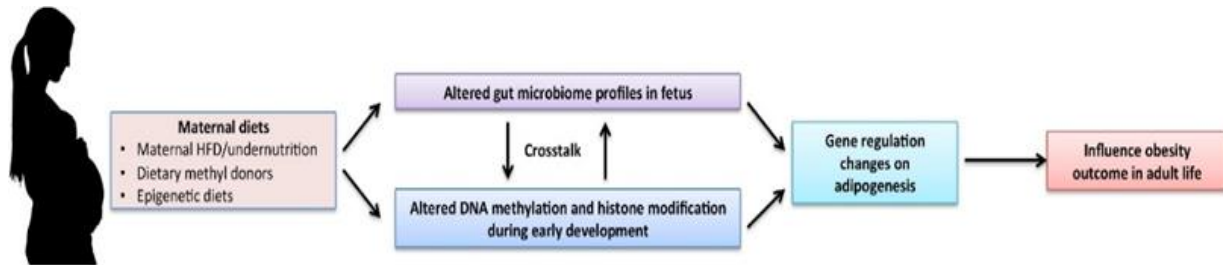 Maternal diets
• Maternal HFD/undernutrition
• Dietary methyl donors
• Epigenetic diets
Altered gut microbiome profiles in fetus
Crosstalk
Altered DNA methylation and histone modification
during early development
Gene regulation
changes on
adipogenesis
Influence obesity
outcome in adult life